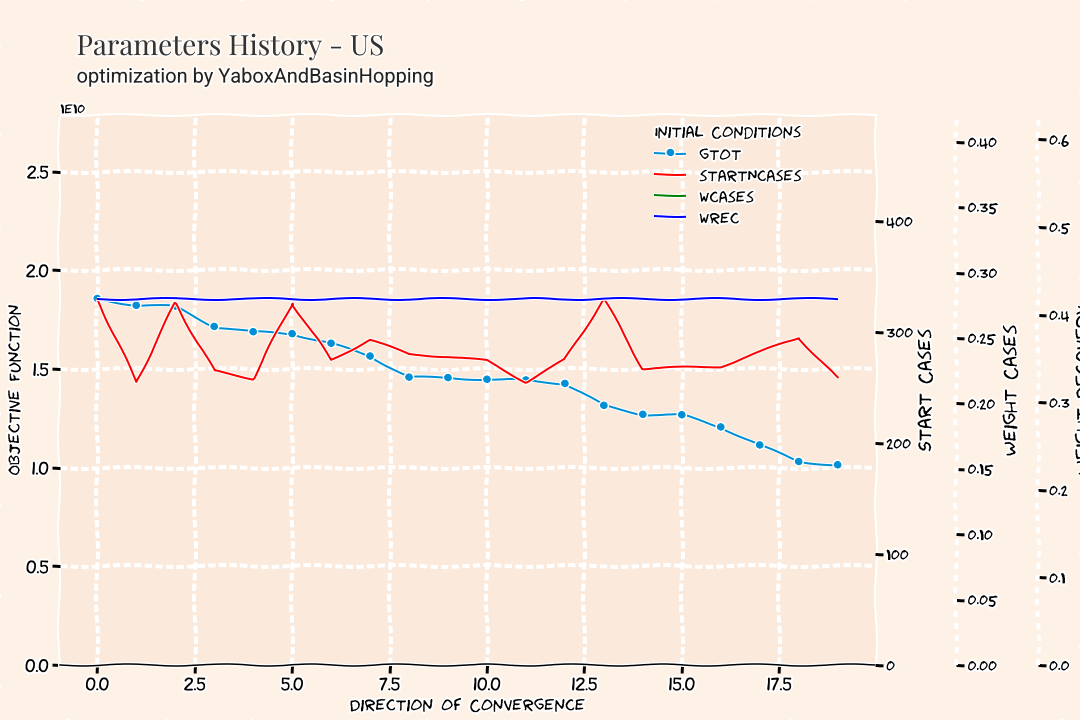 Parameters History - US
optimization by YaboxAndBasinHopping
1E10
INITIAL CONDITIONS
GTOT
STARTNCASES
WCASES
WREC
2.5
2.0
1.5
1.0
0.5
0.0
OBJECTIVE FUNCTION
0.0 2.5 5.0 7.5 10.0 12.5 15.0 17.5
DIRECTION OF CONVERGENCE
400
300
200
100
0
START CASES
0.40
0.35
0.30
0.25
0.20
0.15
0.10
0.05
0.00
WEIGHT CASES
0.6
0.5
0.4
0.3
0.2
0.1
0.0